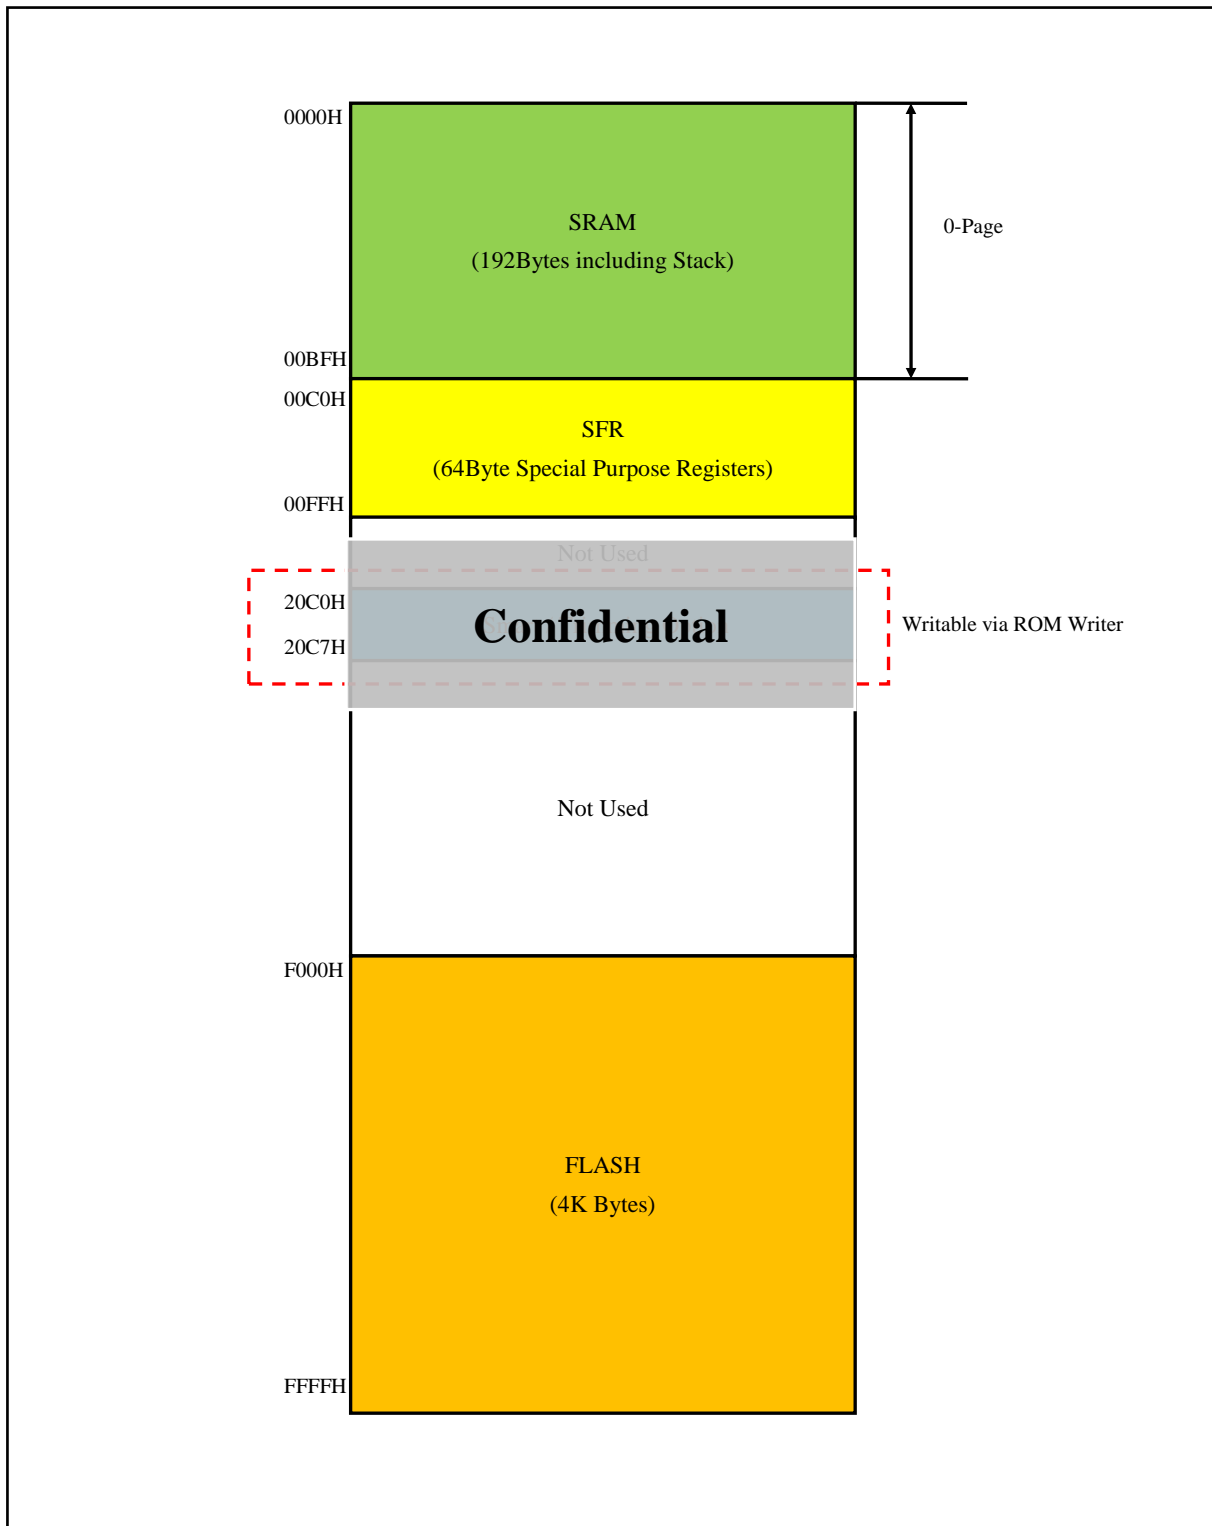 0000H
SRAM
(192Bytes including Stack)
0-Page
00BFH
00C0H
SFR
(64Byte Special Purpose Registers)
00FFH
Not Used
20C0H
Confidential
Writable via ROM Writer
20C7H
Not Used
F000H
FLASH
(4K Bytes)
FFFFH